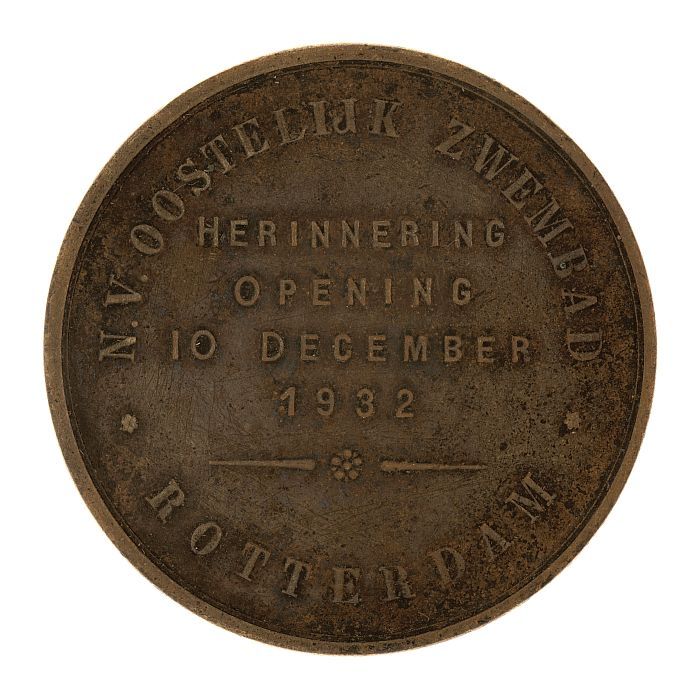 N.V. OOSTELIJK ZWEMBAD
HERINNERING
OPENING
10 DECEMBER
1932
ROTTERDAM